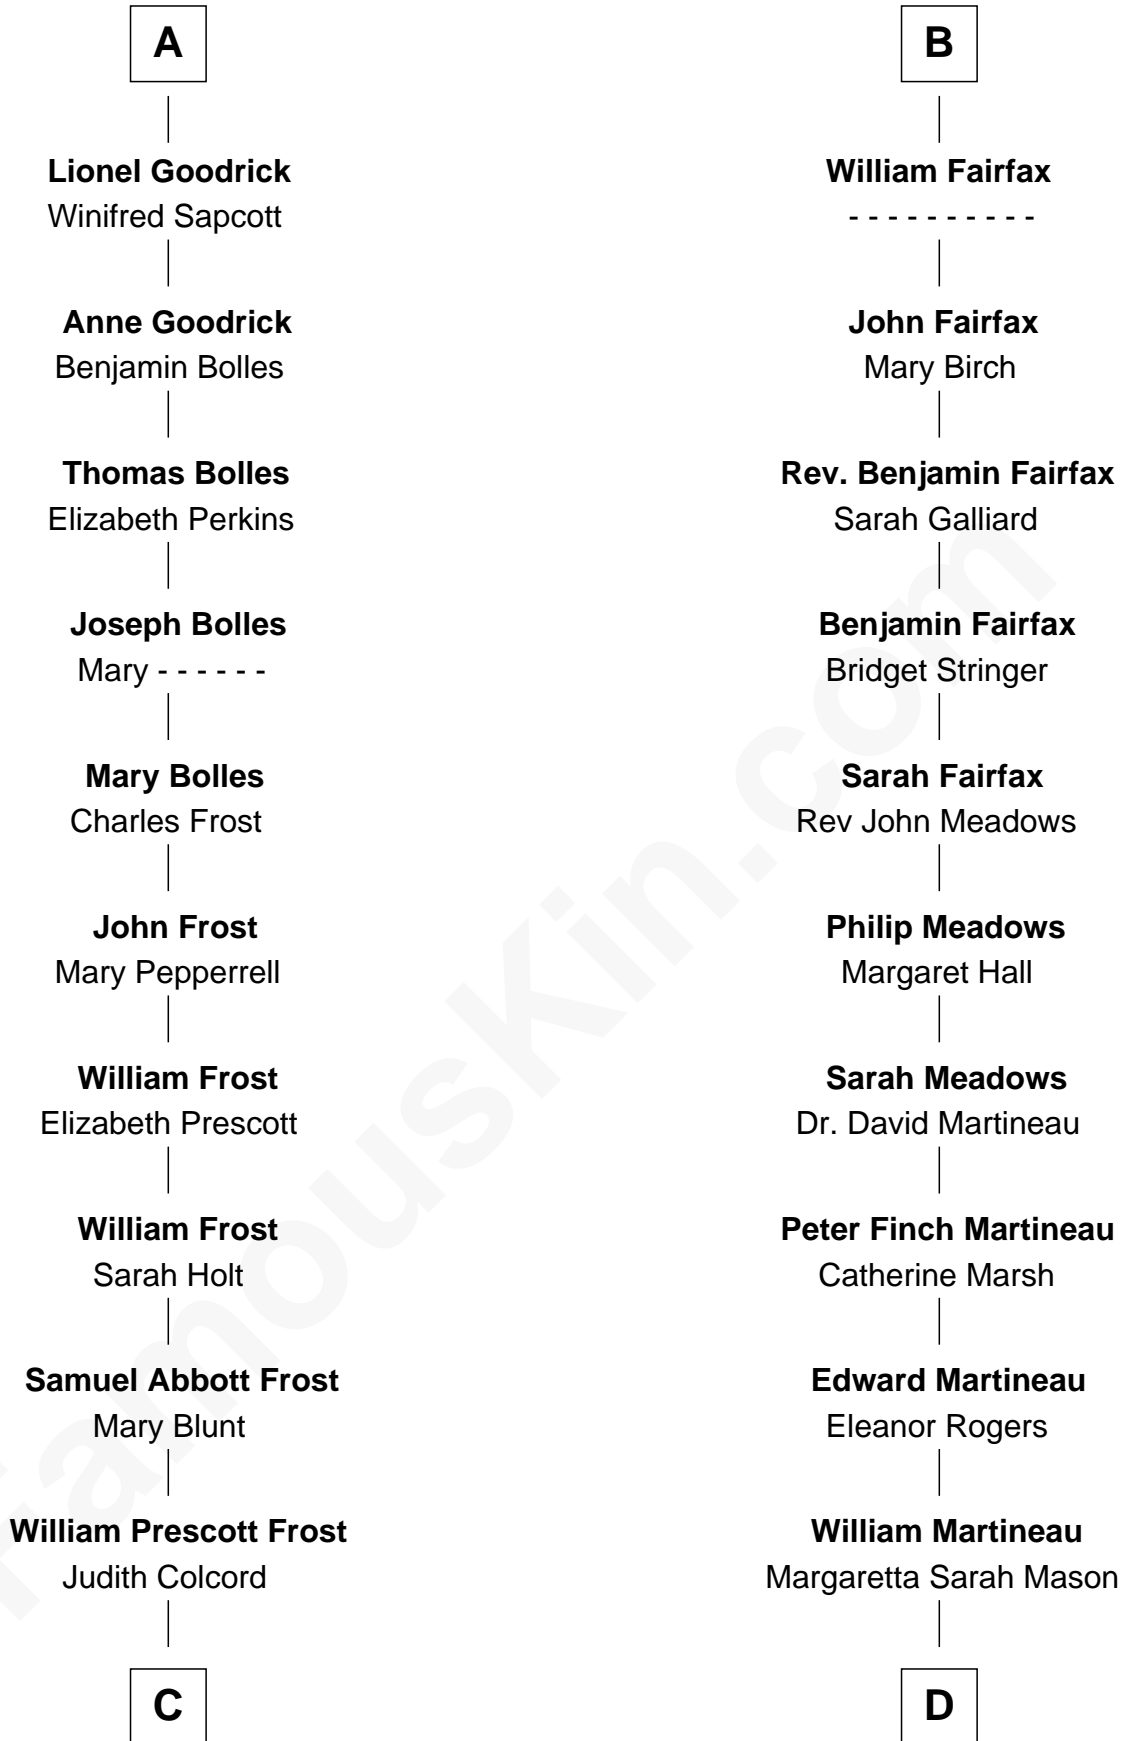 A
Lionel Goodrick
Winifred Sapcott
Anne Goodrick
Benjamin Bolles
Thomas Bolles
Elizabeth Perkins
Joseph Bolles
Mary - - - - - -
Mary Bolles
Charles Frost
John Frost
Mary Pepperrell
William Frost
Elizabeth Prescott
William Frost
Sarah Holt
Samuel Abbott Frost
Mary Blunt
William Prescott Frost
Judith Colcord
C
B
William Fairfax
- - - - - - - - - -
John Fairfax
Mary Birch
Rev. Benjamin Fairfax
Sarah Galliard
Benjamin Fairfax
Bridget Stringer
Sarah Fairfax
Rev John Meadows
Philip Meadows
Margaret Hall
Sarah Meadows
Dr. David Martineau
Peter Finch Martineau
Catherine Marsh
Edward Martineau
Eleanor Rogers
William Martineau
Margaretta Sarah Mason
D
FamousKin.com